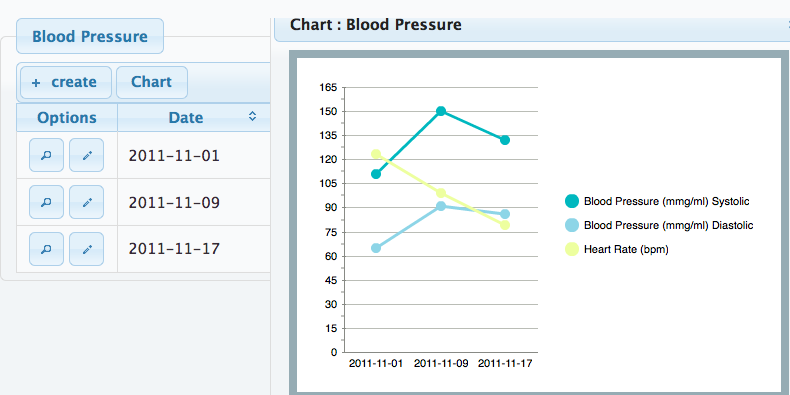 Blood Pressure
+ create
Chart
Options
Date
2011-11-01
2011-11-09
2011-11-17
Chart : Blood Pressure
165
150
135
120
105
90
75
60
45
30
15
0
2011-11-01 2011-11-09 2011-11-17
Blood Pressure (mmg/ml) Systolic
Blood Pressure (mmg/ml) Diastolic
Heart Rate (bpm)